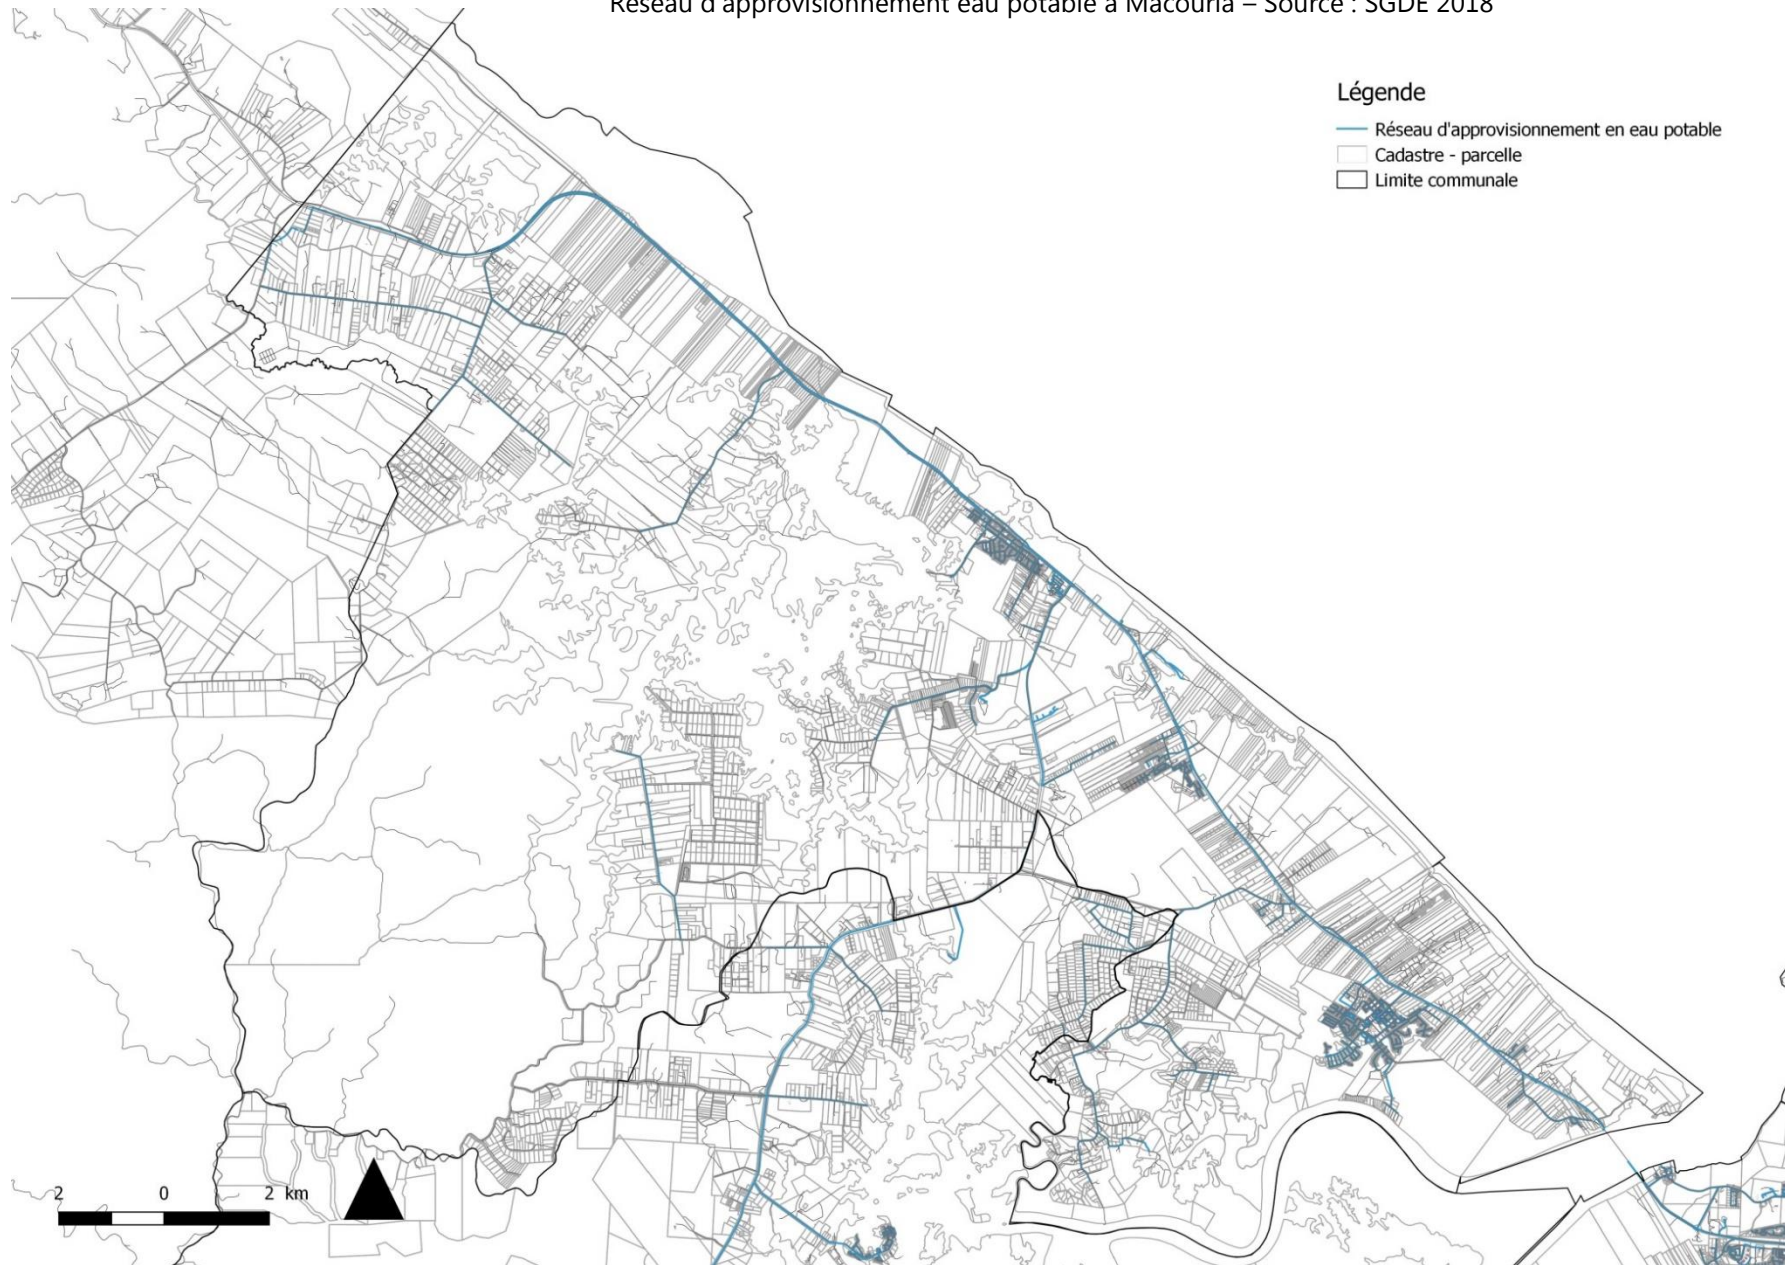 Réseau d'approvisionnement eau potable à Macouria – Source : SGDE 2018
Légende
Réseau d'approvisionnement en eau potable
Cadastre - parcelle
Limite communale
2 0 2 km